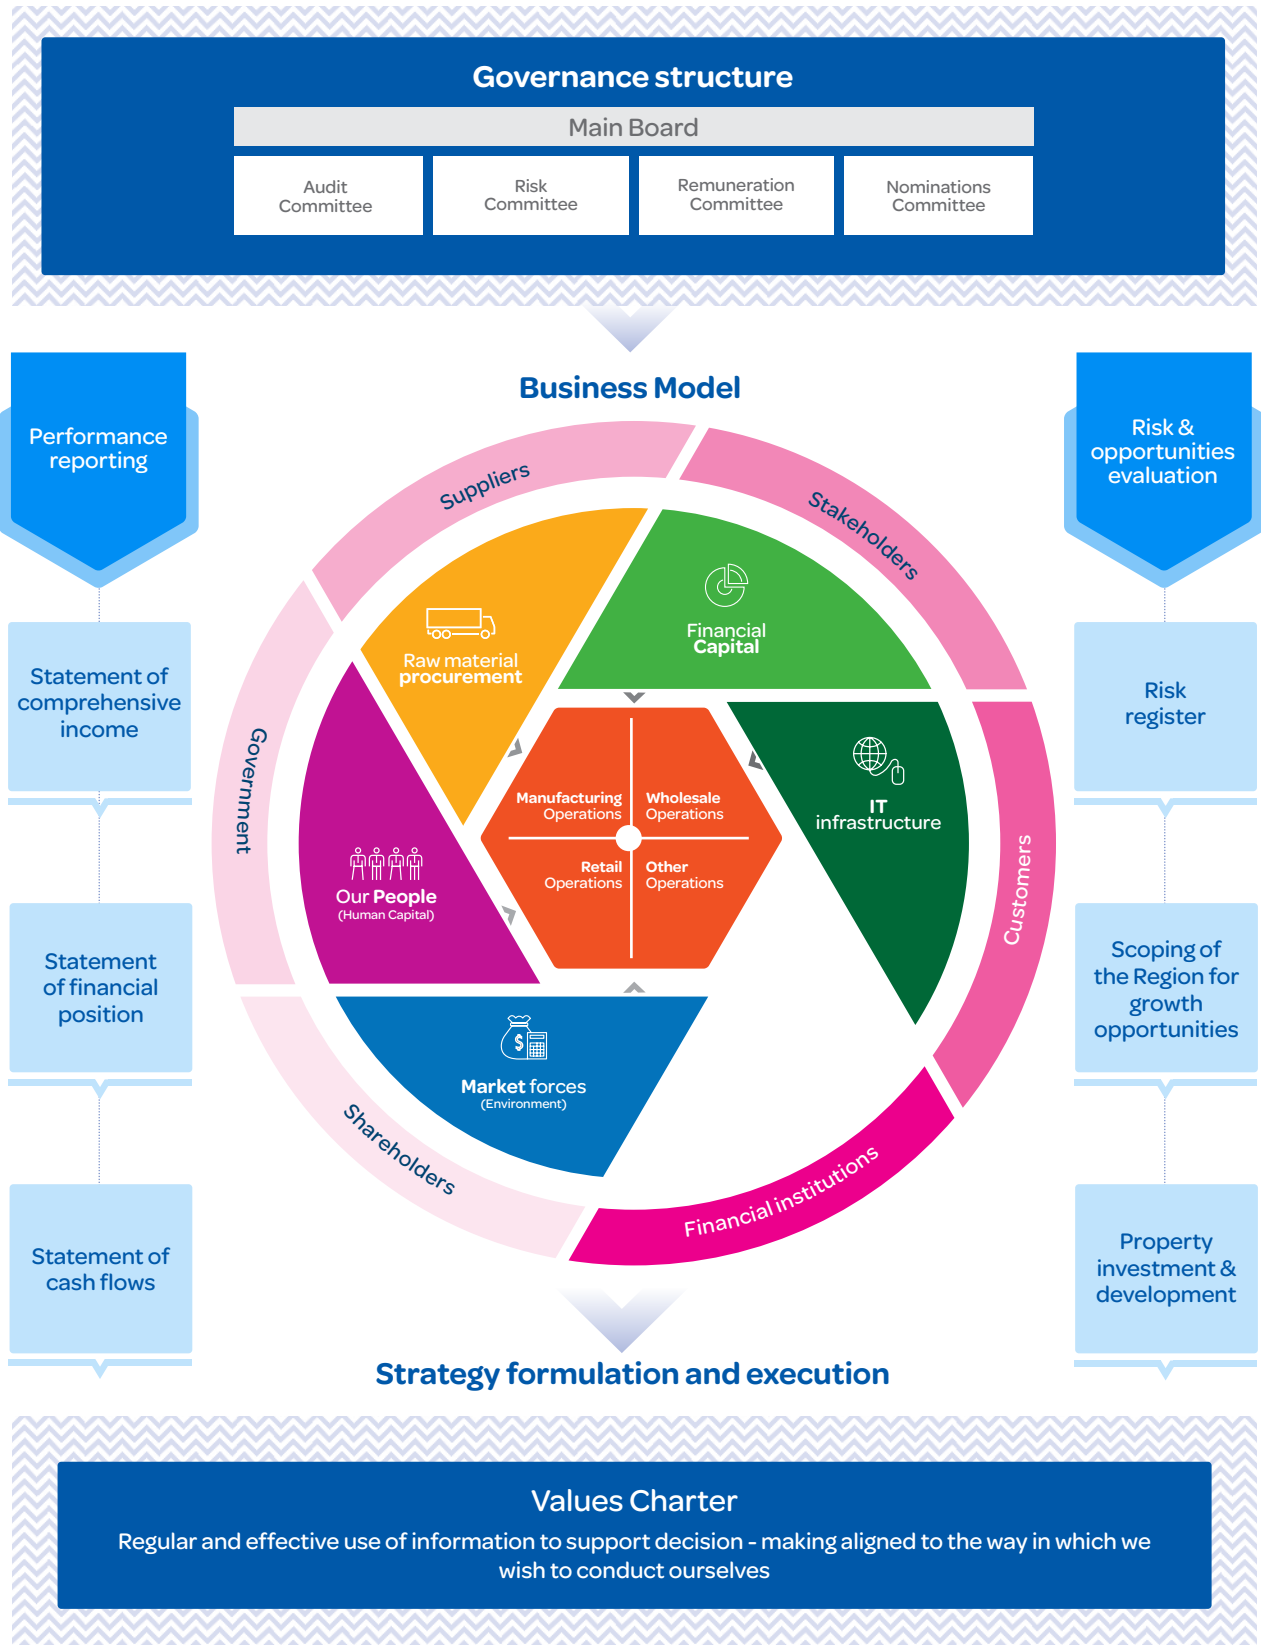 Governance structure
Main Board
Audit
Committee
Risk
Committee
Remuneration
Committee
Nominations
Committee
Business Model
Performance
reporting
Statement of
comprehensive
income
Statement
of financial
position
Statement of
cash flows
Suppliers
Stakeholders
Government
Customers
Shareholders
Financial institutions
Raw material
procurement
Financial
Capital
IT
infrastructure
Our People
(Human Capital)
Market forces
(Environment)
Manufacturing
Operations
Wholesale
Operations
Retail
Operations
Other
Operations
$
Risk &
opportunities
evaluation
Risk
register
Scoping of
the Region for
growth
opportunities
Property
investment &
development
Strategy formulation and execution
Values Charter
Regular and effective use of information to support decision - making aligned to the way in which we
wish to conduct ourselves